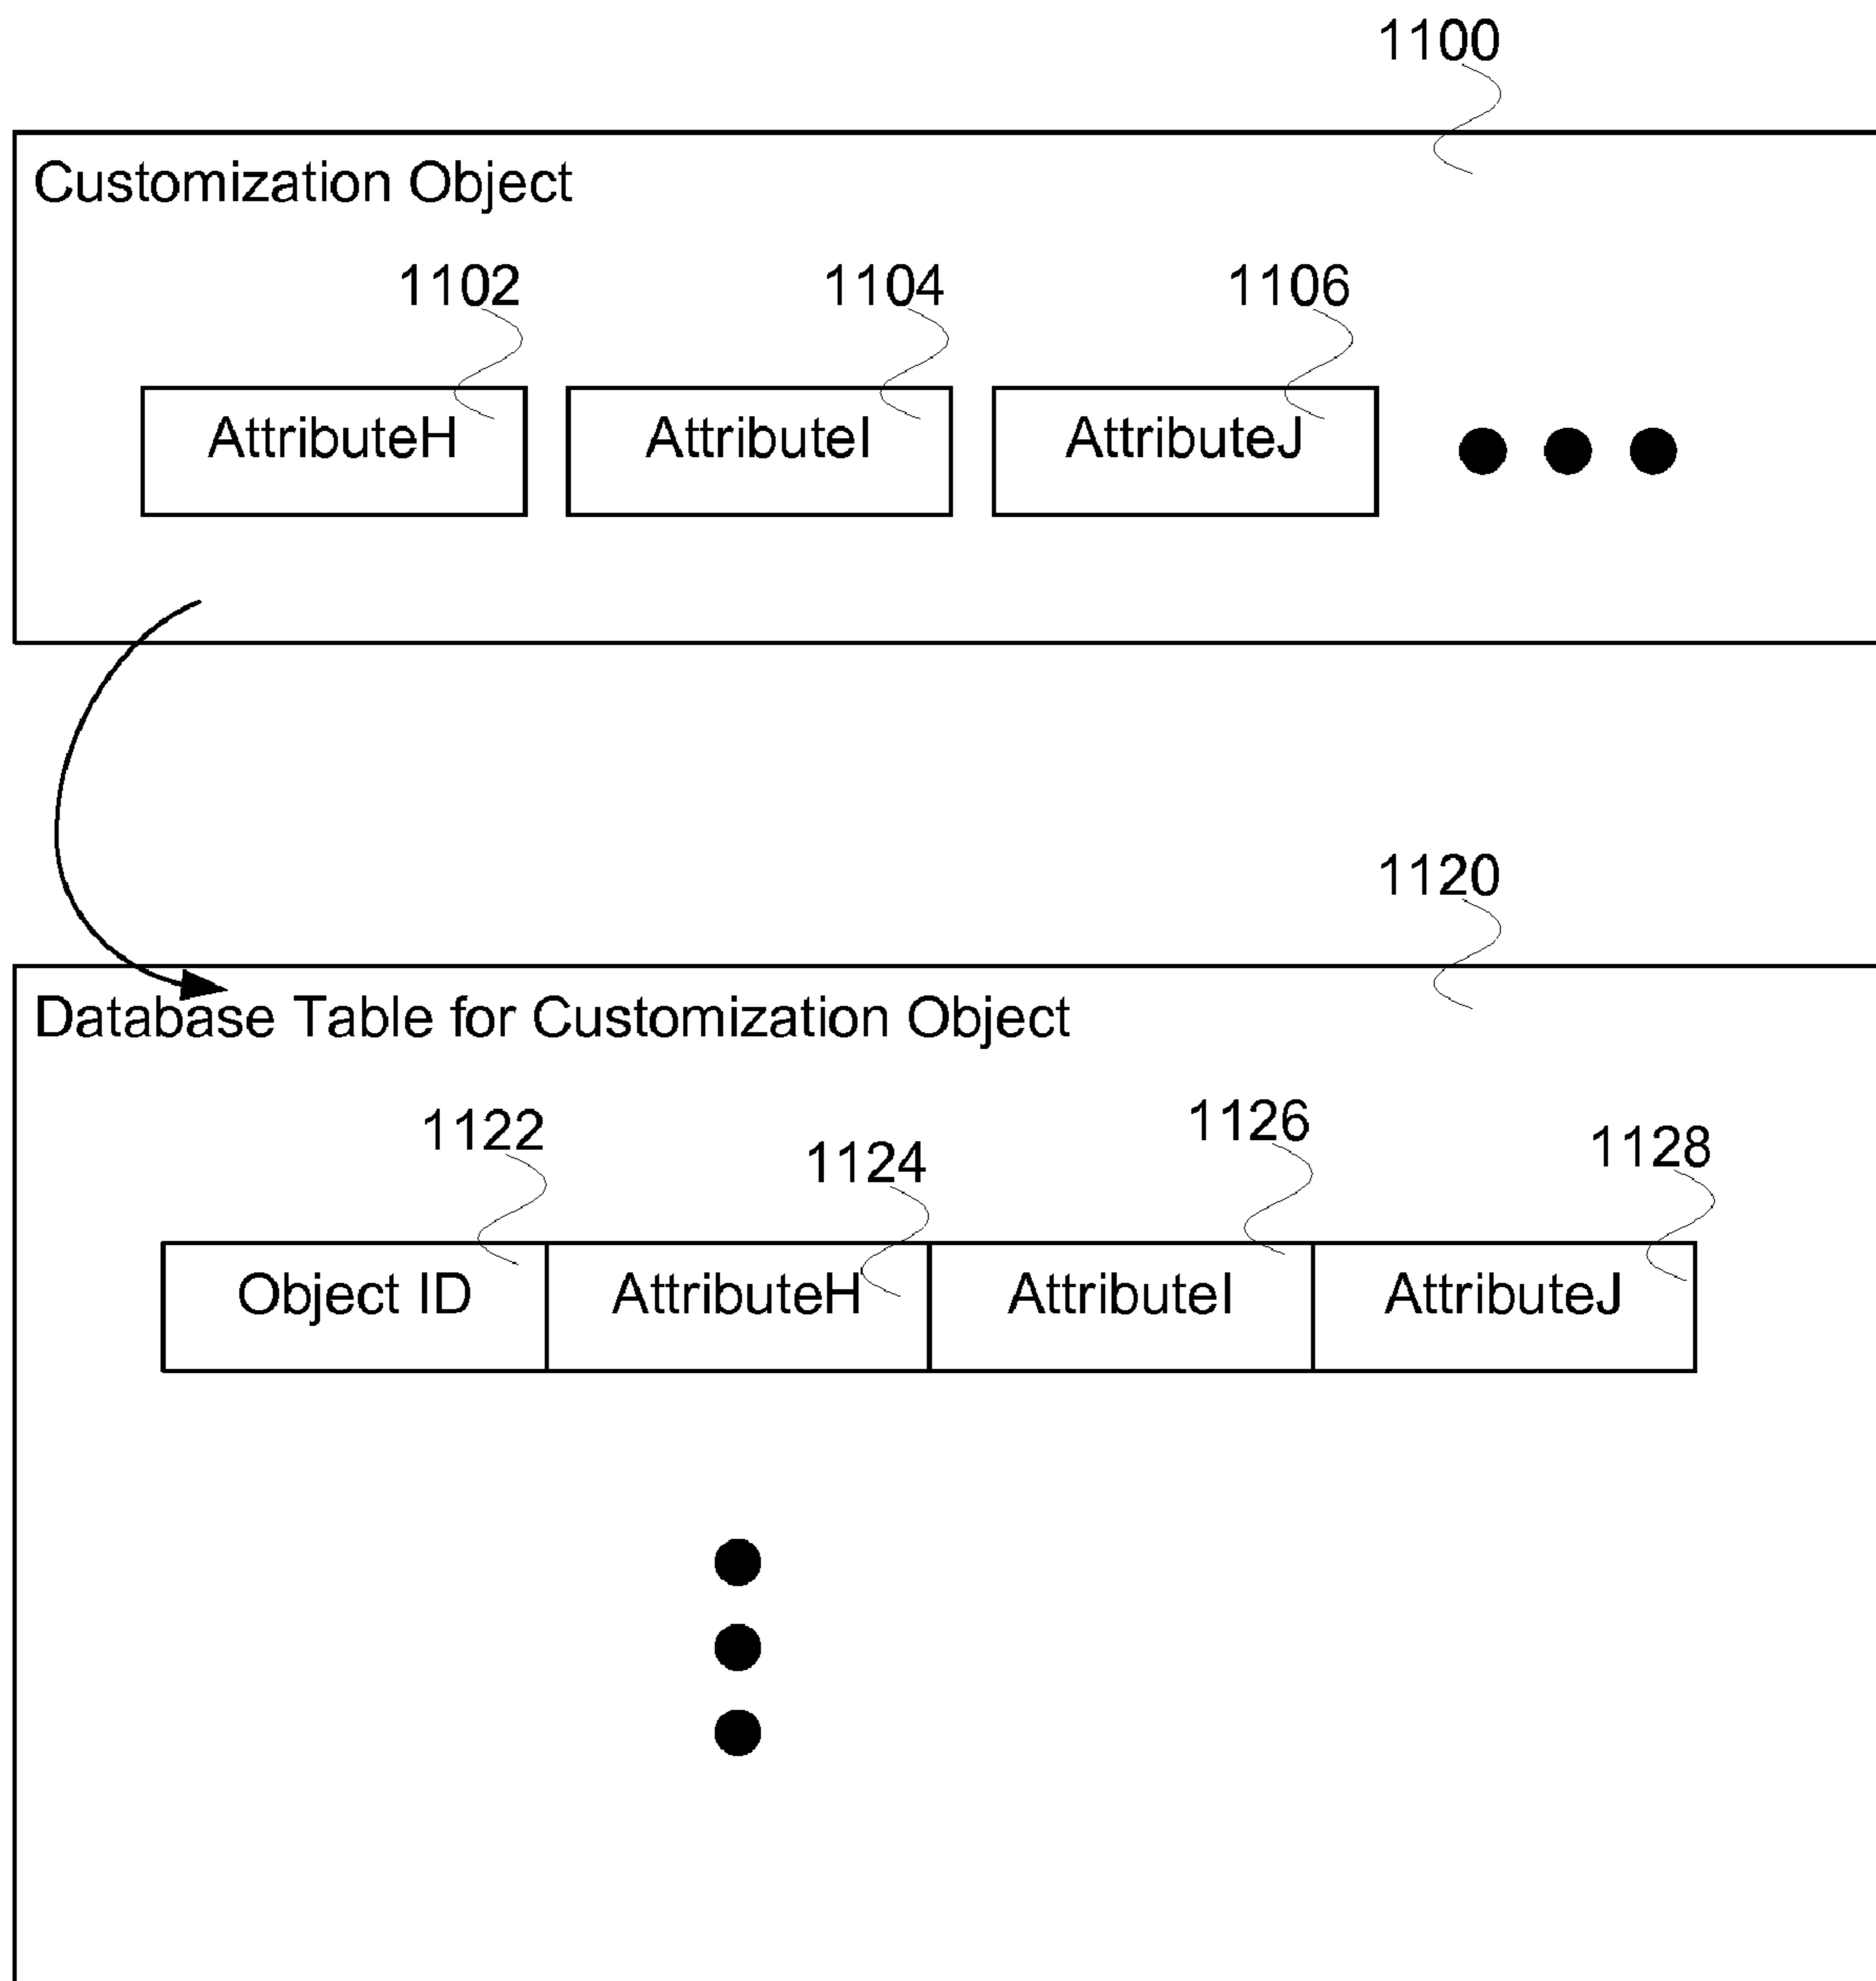 1100
Customization Object
1102 1104 1106
AttributeH AttributeI AttributeJ
1120
Database Table for Customization Object
1122 1124 1126 1128
Object ID AttributeH AttributeI AttributeJ